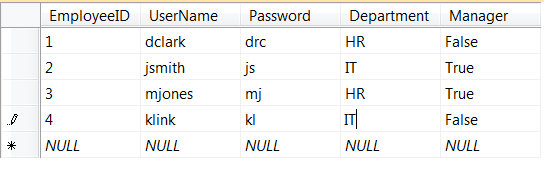 EmployeeID UserName Password Department Manager
1 dclark drc HR False
2 jsmith js IT True
3 mjones mj HR True
4 klink kl IT False
NULL NULL NULL NULL NULL